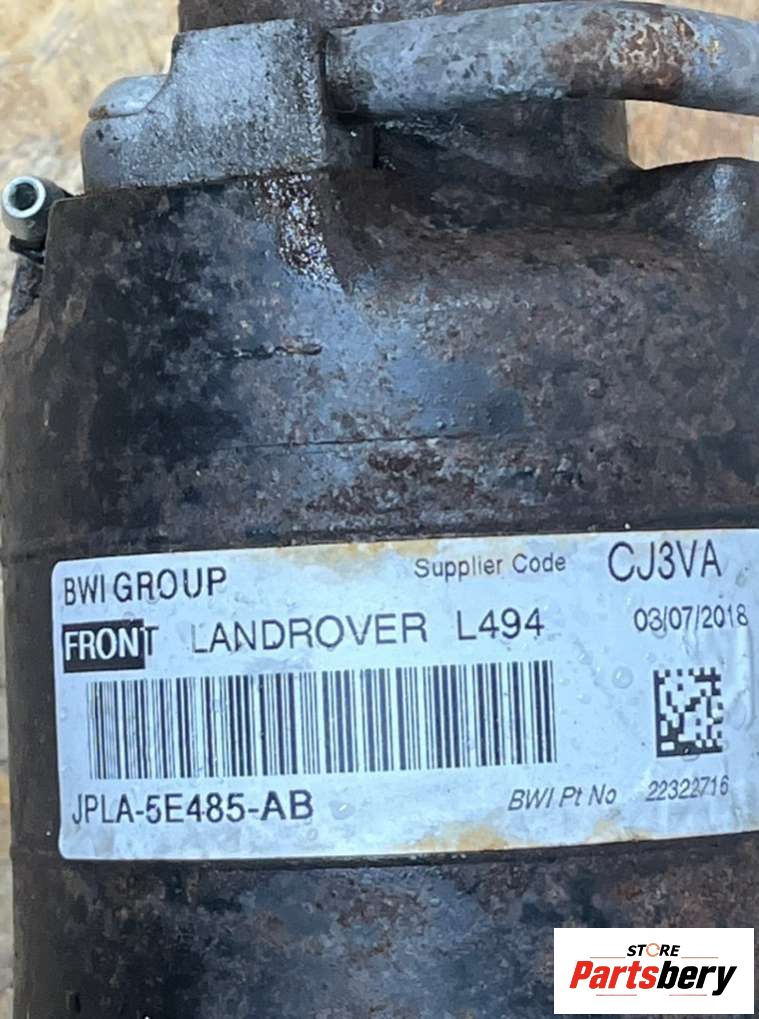 BWI GROUP Supplier Code CJ3VA
FRONT LANDROVER L494 03/07/2018
JPLA-5E485-AB BWI Pt No 22322716
STORE
Partsbery